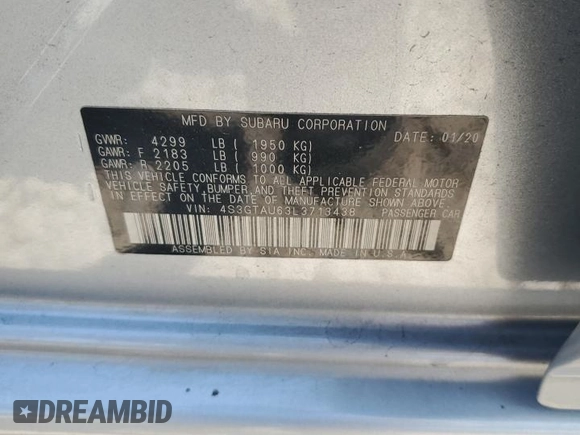 MFD BY SUBARU CORPORATION
DATE: 01/20
GVWR: 4299 LB ( 1950 KG)
GAWR: F 2183 LB ( 990 KG)
GAWR: R 2205 LB ( 1000 KG)
THIS VEHICLE CONFORMS TO ALL APPLICABLE FEDERAL MOTOR
VEHICLE SAFETY, BUMPER, AND THEFT PREVENTION STANDARDS
IN EFFECT ON THE DATE OF MANUFACTURE SHOWN ABOVE.
VIN: 4S3GTAU63L3713438 PASSENGER CAR
ASSEMBLED BY SIA INC. MADE IN U.S.A.
DREAMBID